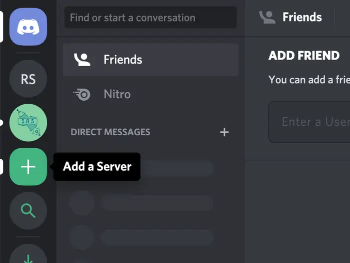 Find or start a conversation
Friends
RS
Friends
ADD FRIEND
Nitro
You can add a frie
Enter a User
DIRECT MESSAGES
Add a Server